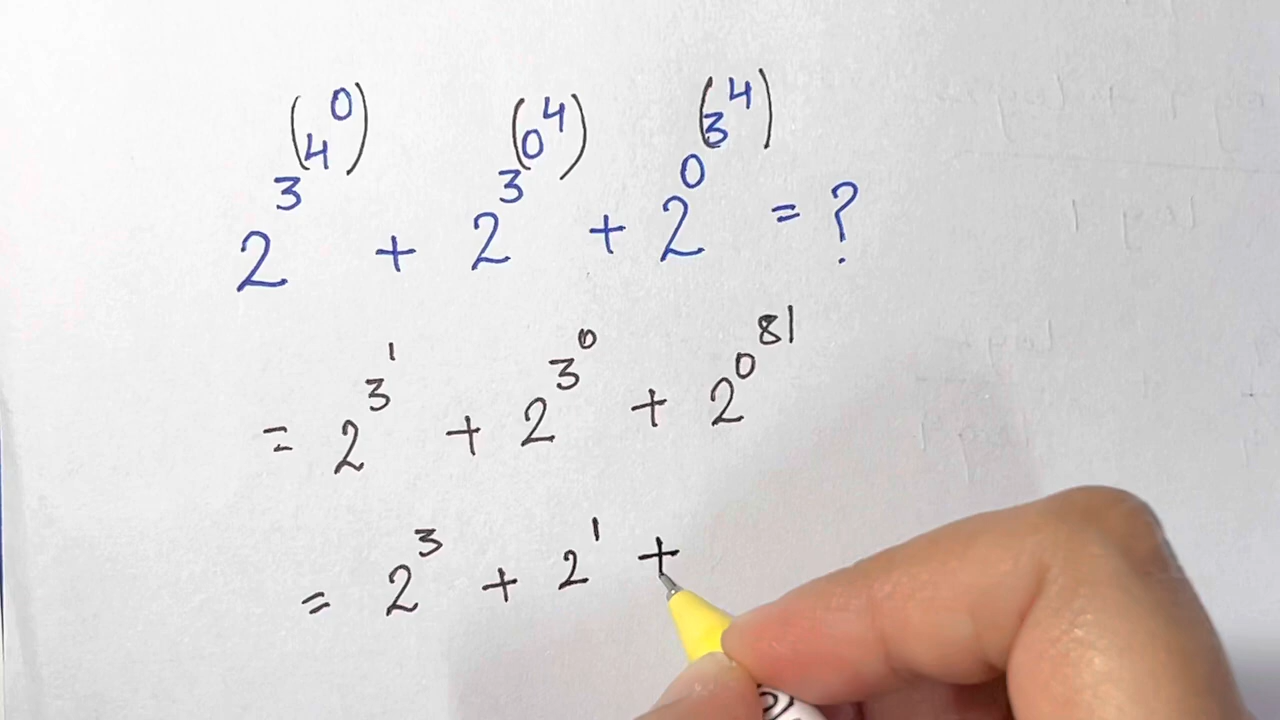 2^3^(4^0) + 2^3^(0^4) + 2^0^(3^4) = ?
= 2^3^1 + 2^3^0 + 2^0^81
= 2^3 + 2^1 +